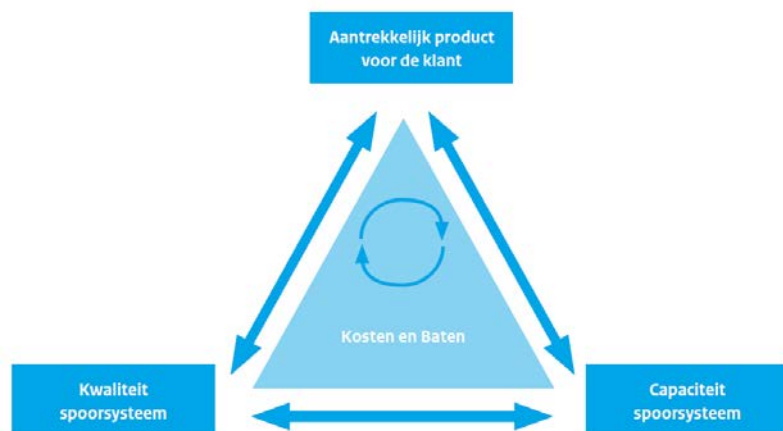 Aantrekkelijk product
voor de klant
Kosten en Baten
Kwaliteit
spoorsysteem
Capaciteit
spoorsysteem